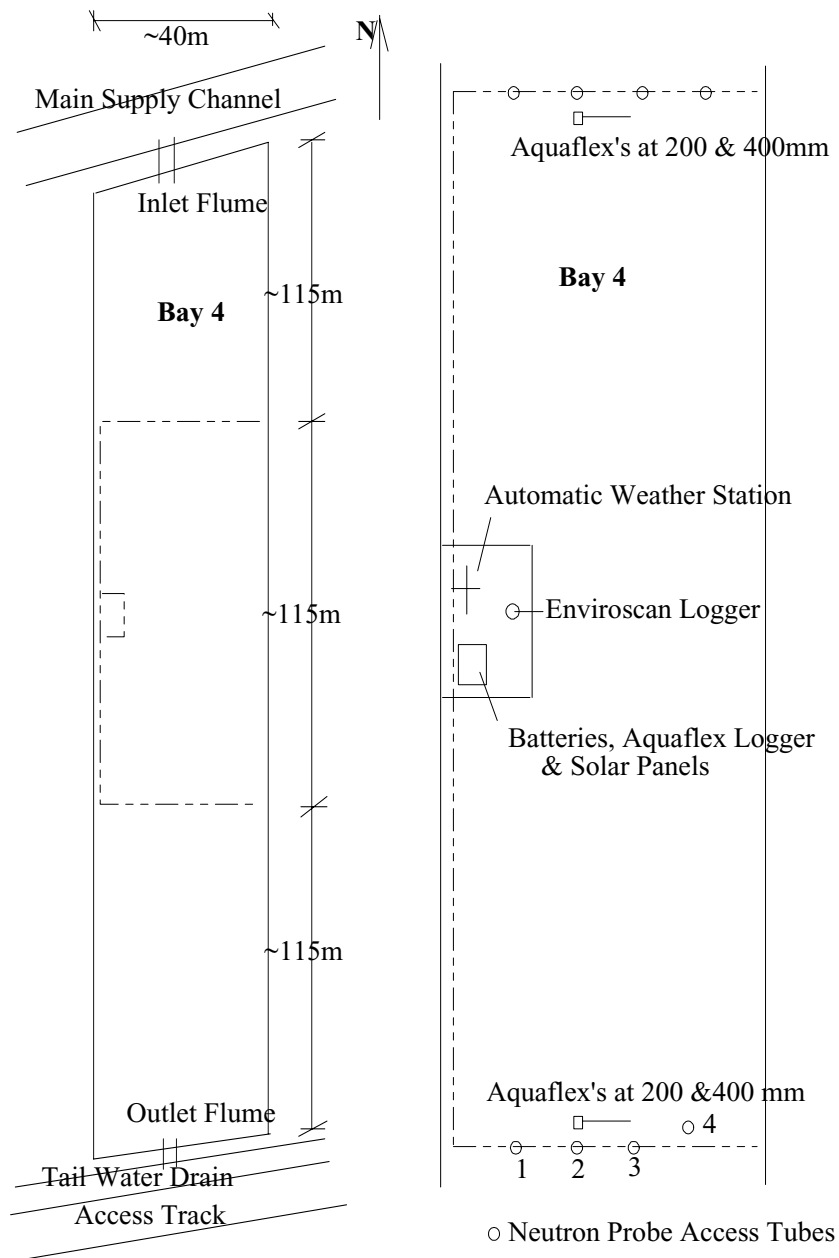 ~40m
N
Main Supply Channel
Inlet Flume
~115m
Bay 4
~115m
~115m
Outlet Flume
Tail Water Drain
Access Track
Aquaflex's at 200 & 400mm
Bay 4
Automatic Weather Station
Enviroscan Logger
Batteries, Aquaflex Logger
& Solar Panels
Aquaflex's at 200 &400 mm
4
1 2 3
Neutron Probe Access Tubes